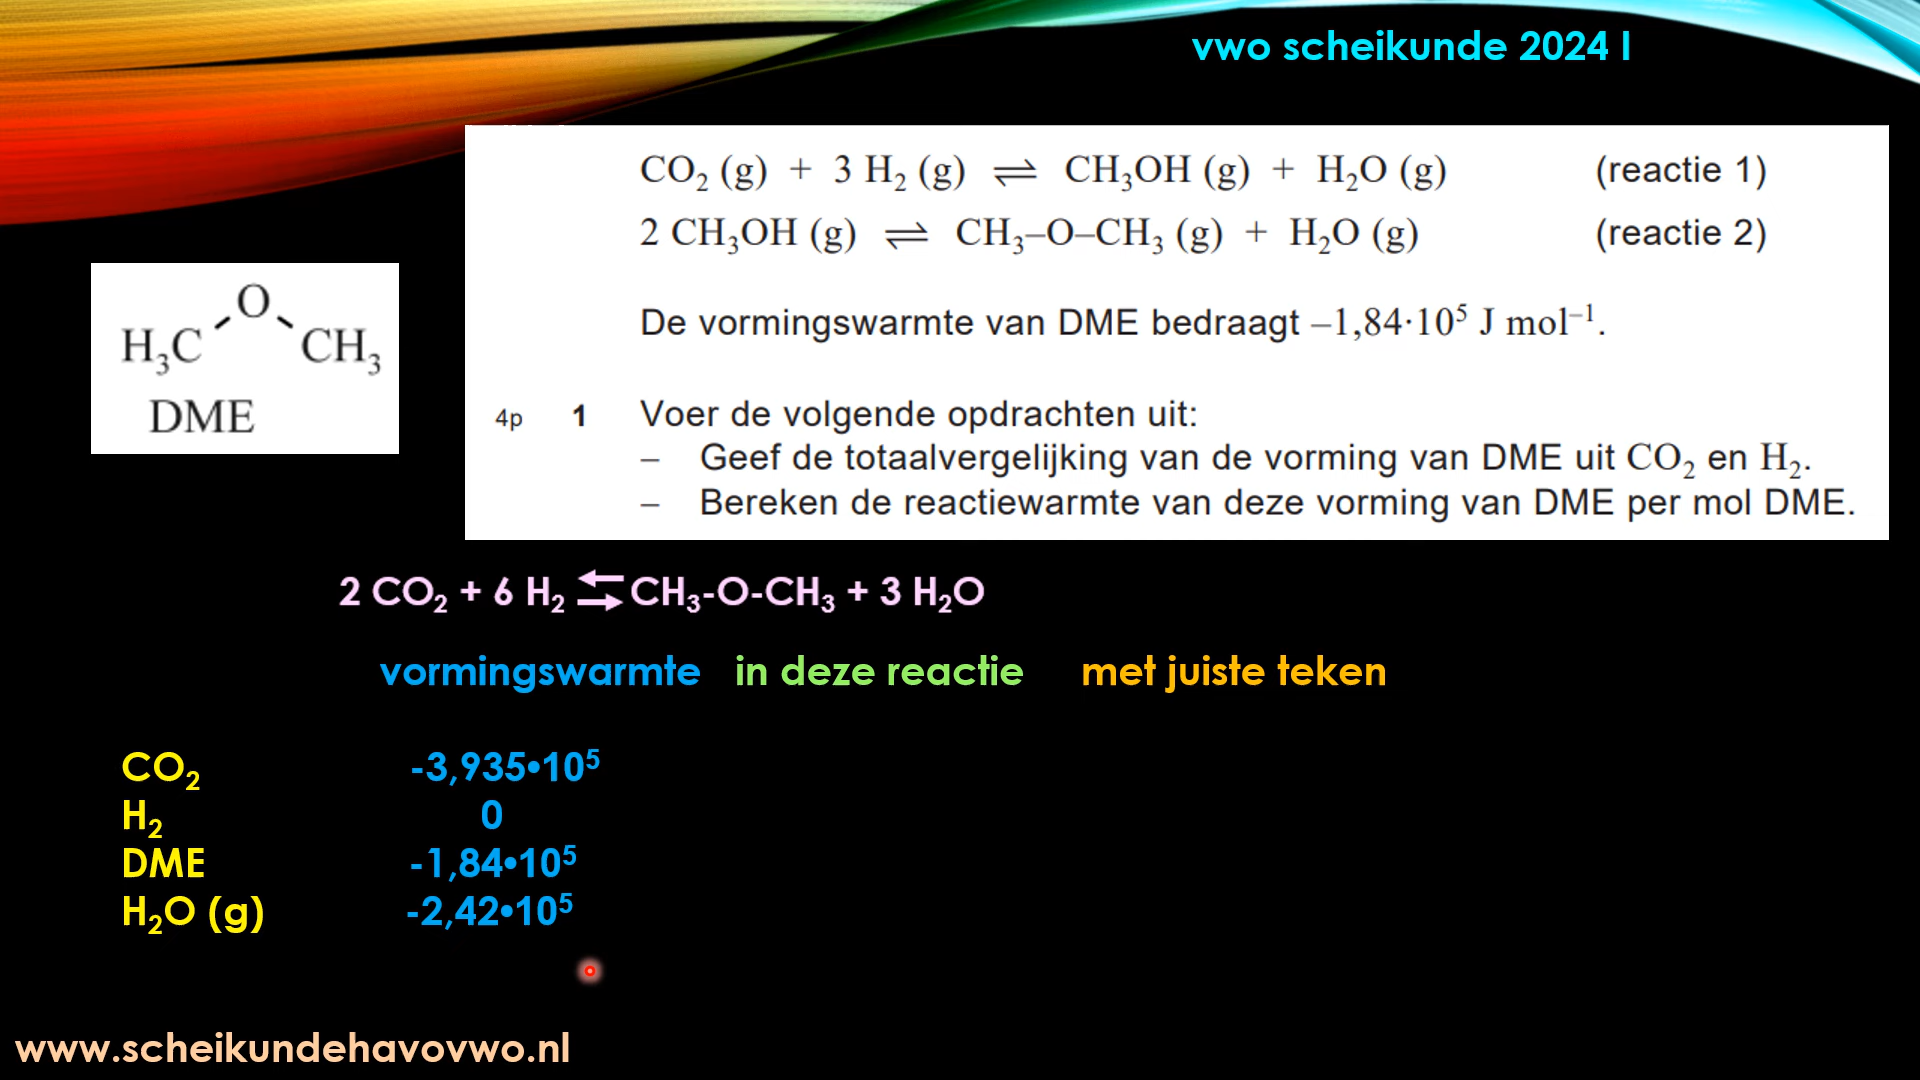 vwo scheikunde 2024 I
CO₂ (g) + 3 H₂ (g) ⇌ CH₃OH (g) + H₂O (g) (reactie 1)
2 CH₃OH (g) ⇌ CH₃–O–CH₃ (g) + H₂O (g) (reactie 2)
H₃C O CH₃
DME
De vormingswarmte van DME bedraagt –1,84·10⁵ J mol⁻¹.
4p 1 Voer de volgende opdrachten uit:
– Geef de totaalvergelijking van de vorming van DME uit CO₂ en H₂.
– Bereken de reactiewarmte van deze vorming van DME per mol DME.
2 CO₂ + 6 H₂ ⇆ CH₃-O-CH₃ + 3 H₂O
vormingswarmte in deze reactie met juiste teken
CO₂ -3,935•10⁵
H₂ 0
DME -1,84•10⁵
H₂O (g) -2,42•10⁵
www.scheikundehavovwo.nl